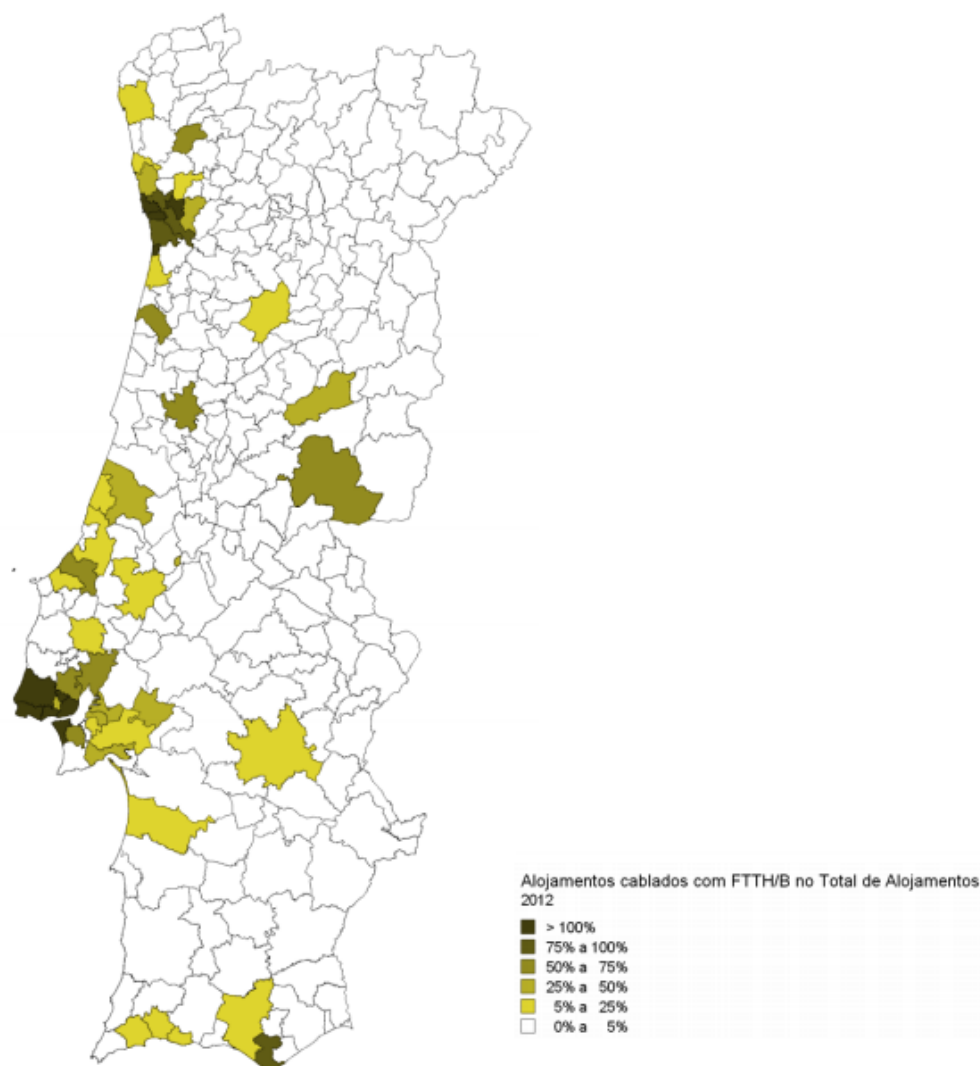 Alojamentos cablados com FTTH/B no Total de Alojamentos
2012
> 100%
75% a 100%
50% a 75%
25% a 50%
5% a 25%
0% a 5%